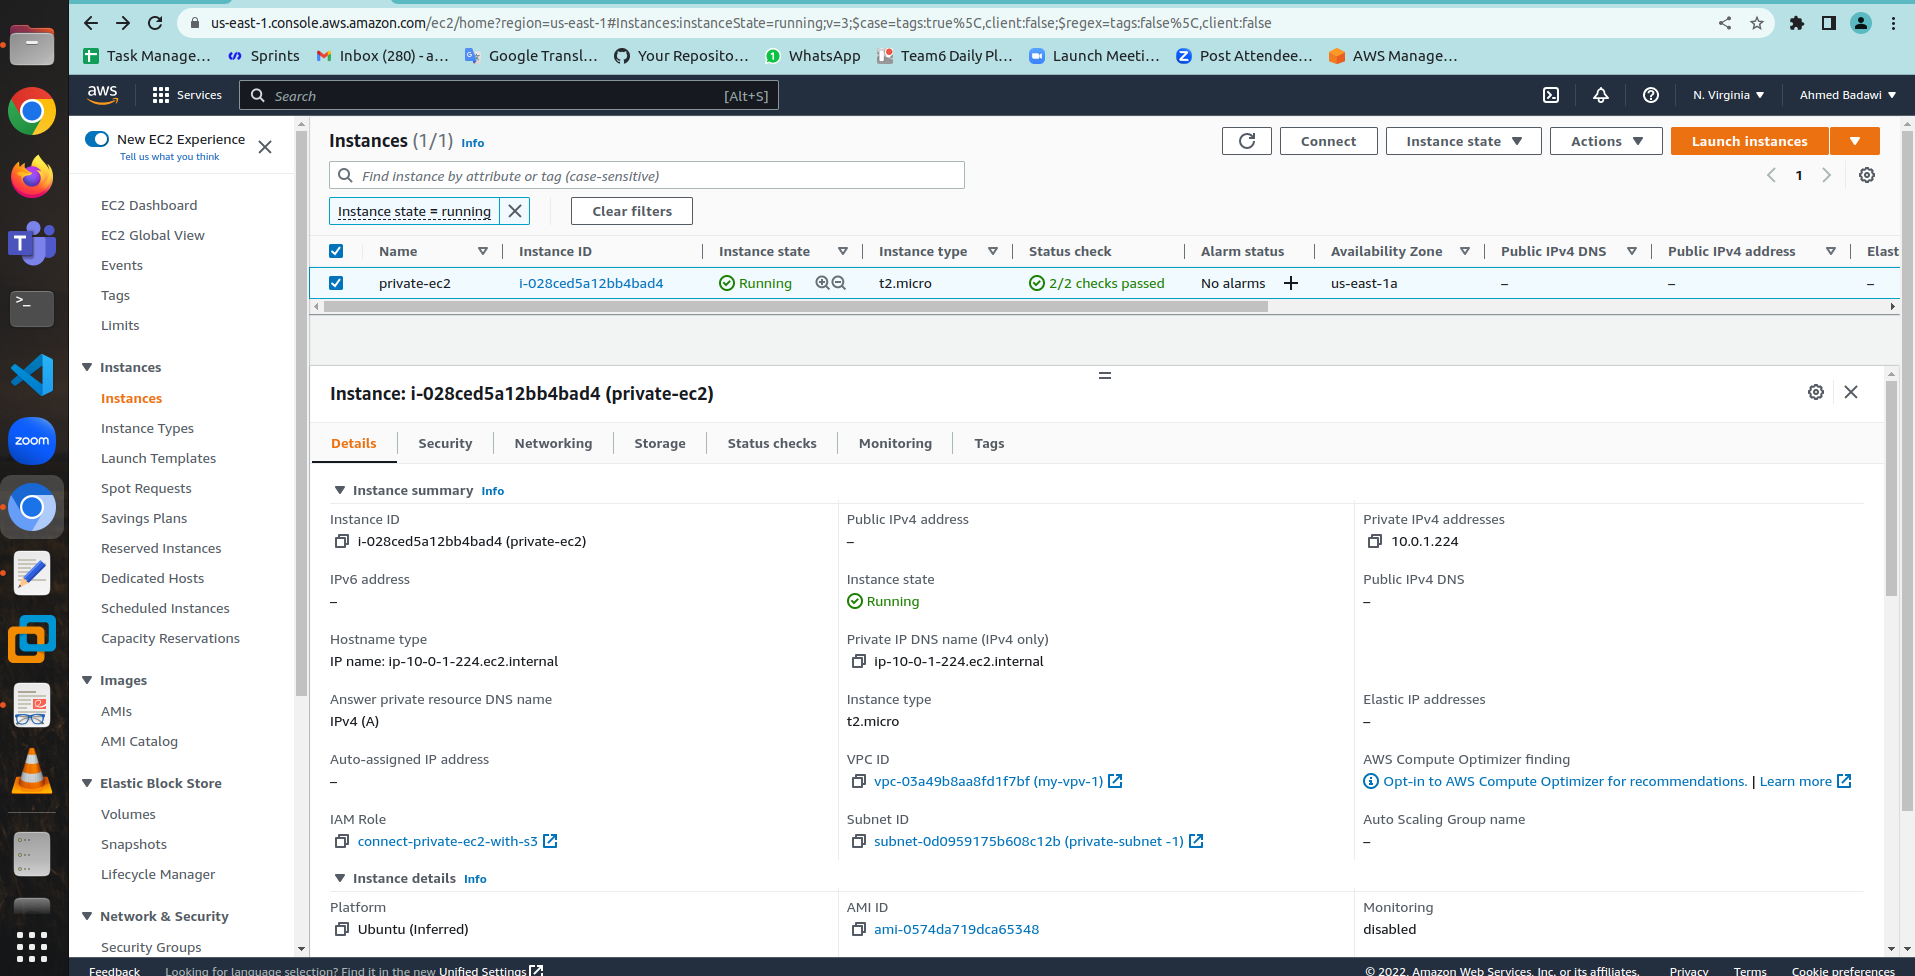 us-east-1.console.aws.amazon.com/ec2/home?region=us-east-1#Instances:instanceState=running;v=3;$case=tags:true%5C,client:false;$regex=tags:false%5C,client:false
Task Manage... Sprints Inbox (280) - a... Google Transl... Your Reposito... WhatsApp Team6 Daily Pl... Launch Meeti... Post Attendee... AWS Manage...
aws Services Search [Alt+S] N. Virginia Ahmed Badawi
New EC2 Experience
Tell us what you think
EC2 Dashboard
EC2 Global View
Events
Tags
Limits
Instances
Instances
Instance Types
Launch Templates
Spot Requests
Savings Plans
Reserved Instances
Dedicated Hosts
Scheduled Instances
Capacity Reservations
Images
AMIs
AMI Catalog
Elastic Block Store
Volumes
Snapshots
Lifecycle Manager
Network & Security
Security Groups
zoom
Instances (1/1) Info
Connect Instance state Actions Launch instances
Find instance by attribute or tag (case-sensitive)
1
Instance state = running Clear filters
Name Instance ID Instance state Instance type Status check Alarm status Availability Zone Public IPv4 DNS Public IPv4 address Elast
private-ec2 i-028ced5a12bb4bad4 Running t2.micro 2/2 checks passed No alarms + us-east-1a – – –
Instance: i-028ced5a12bb4bad4 (private-ec2)
Details Security Networking Storage Status checks Monitoring Tags
Instance summary Info
Instance ID Public IPv4 address Private IPv4 addresses
i-028ced5a12bb4bad4 (private-ec2) – 10.0.1.224
IPv6 address Instance state Public IPv4 DNS
– Running –
Hostname type Private IP DNS name (IPv4 only)
IP name: ip-10-0-1-224.ec2.internal ip-10-0-1-224.ec2.internal
Answer private resource DNS name Instance type Elastic IP addresses
IPv4 (A) t2.micro –
Auto-assigned IP address VPC ID AWS Compute Optimizer finding
– vpc-03a49b8aa8fd1f7bf (my-vpv-1) Opt-in to AWS Compute Optimizer for recommendations. | Learn more
IAM Role Subnet ID Auto Scaling Group name
connect-private-ec2-with-s3 subnet-0d0959175b608c12b (private-subnet -1) –
Instance details Info
Platform AMI ID Monitoring
Ubuntu (Inferred) ami-0574da719dca65348 disabled
Feedback Looking for language selection? Find it in the new Unified Settings © 2022, Amazon Web Services, Inc. or its affiliates. Privacy Terms Cookie preferences